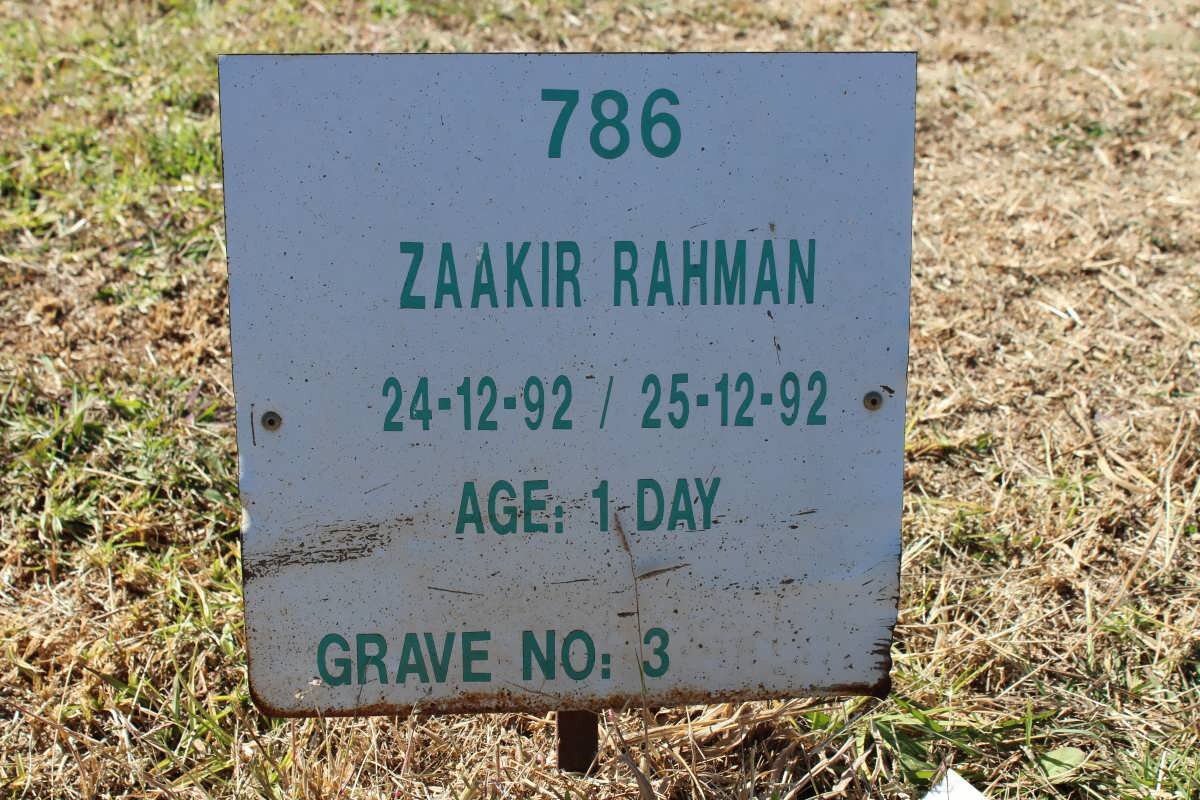 786
ZAAKIR RAHMAN
24-12-92 / 25-12-92
AGE: 1 DAY
GRAVE NO: 3